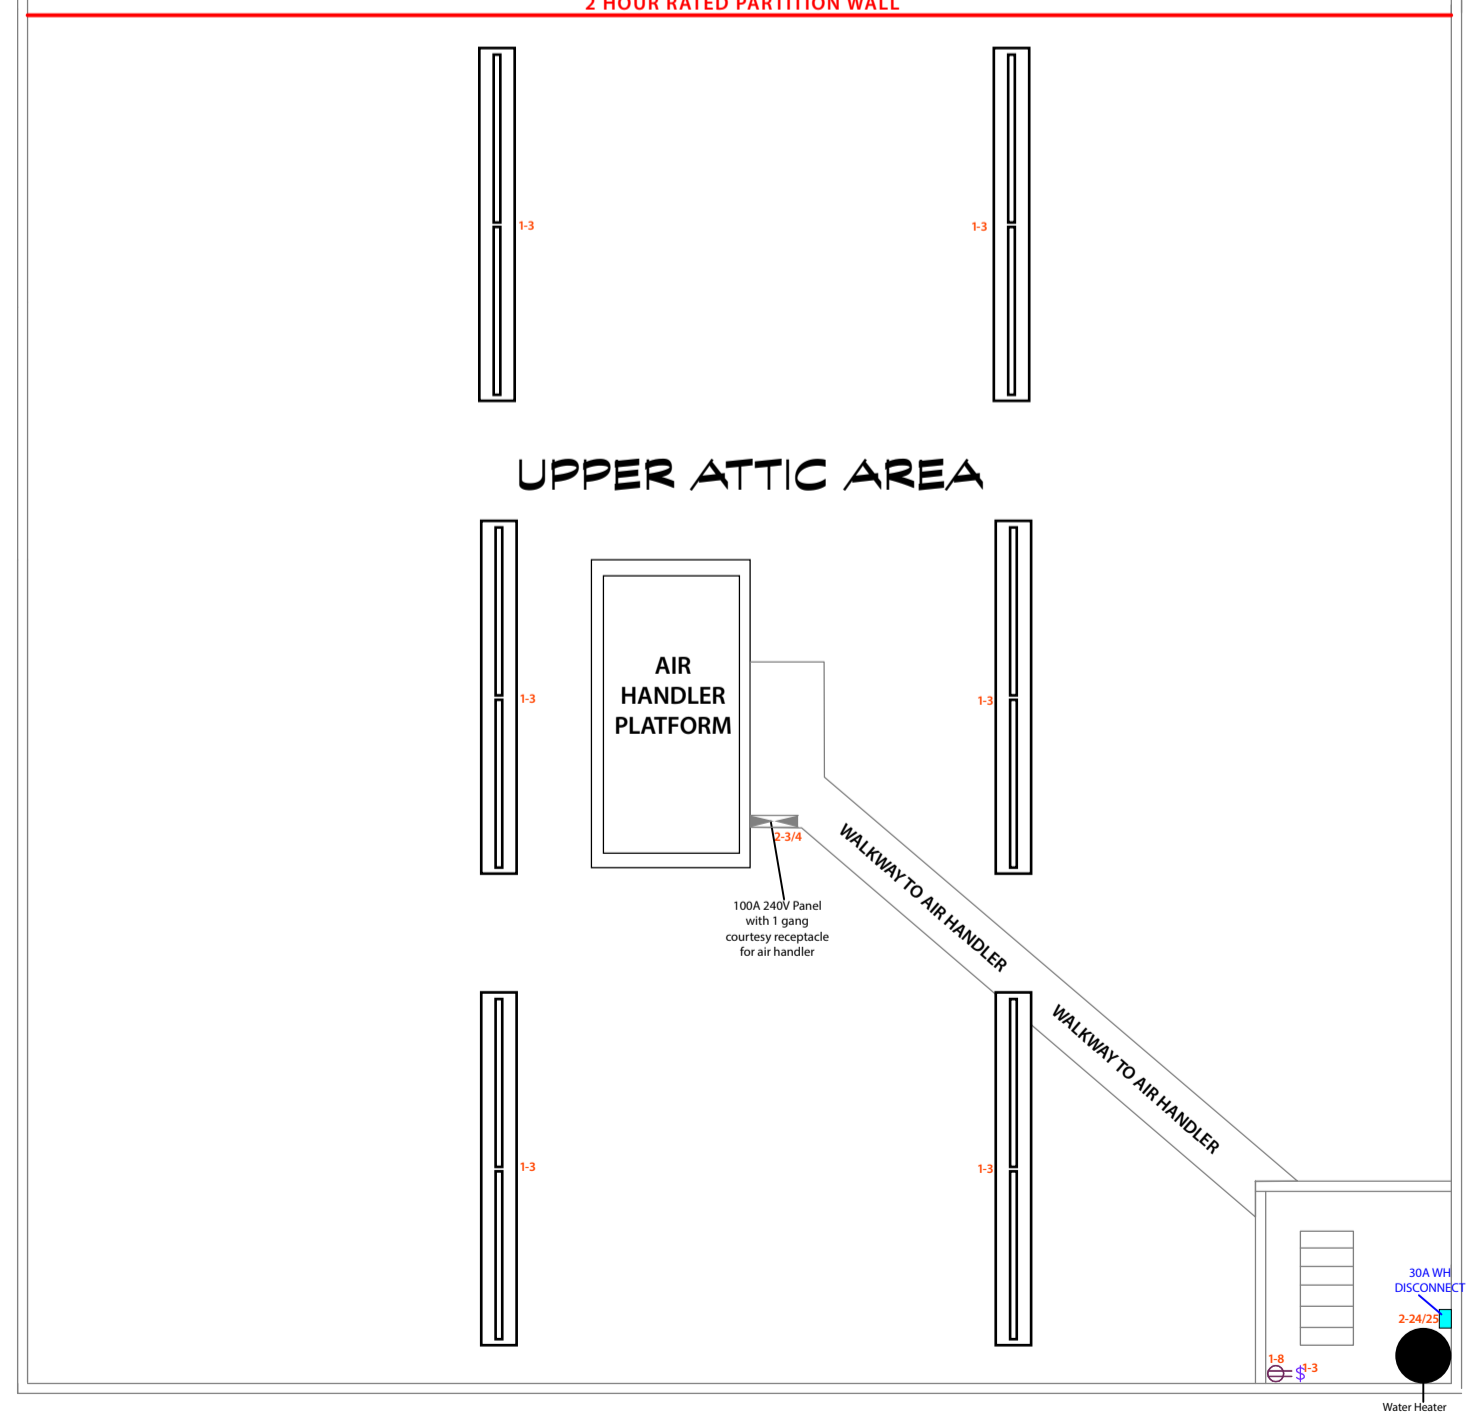 2 HOUR RATED PARTITION WALL
1-3
1-3
UPPER ATTIC AREA
AIR
HANDLER
PLATFORM
1-3
1-3
2-3/4
WALKWAY TO AIR HANDLER
100A 240V Panel
with 1 gang
courtesy receptacle
for air handler
WALKWAY TO AIR HANDLER
1-3
1-3
30A WH
DISCONNECT
2-24/25
1-8
$ 1-3
Water Heater